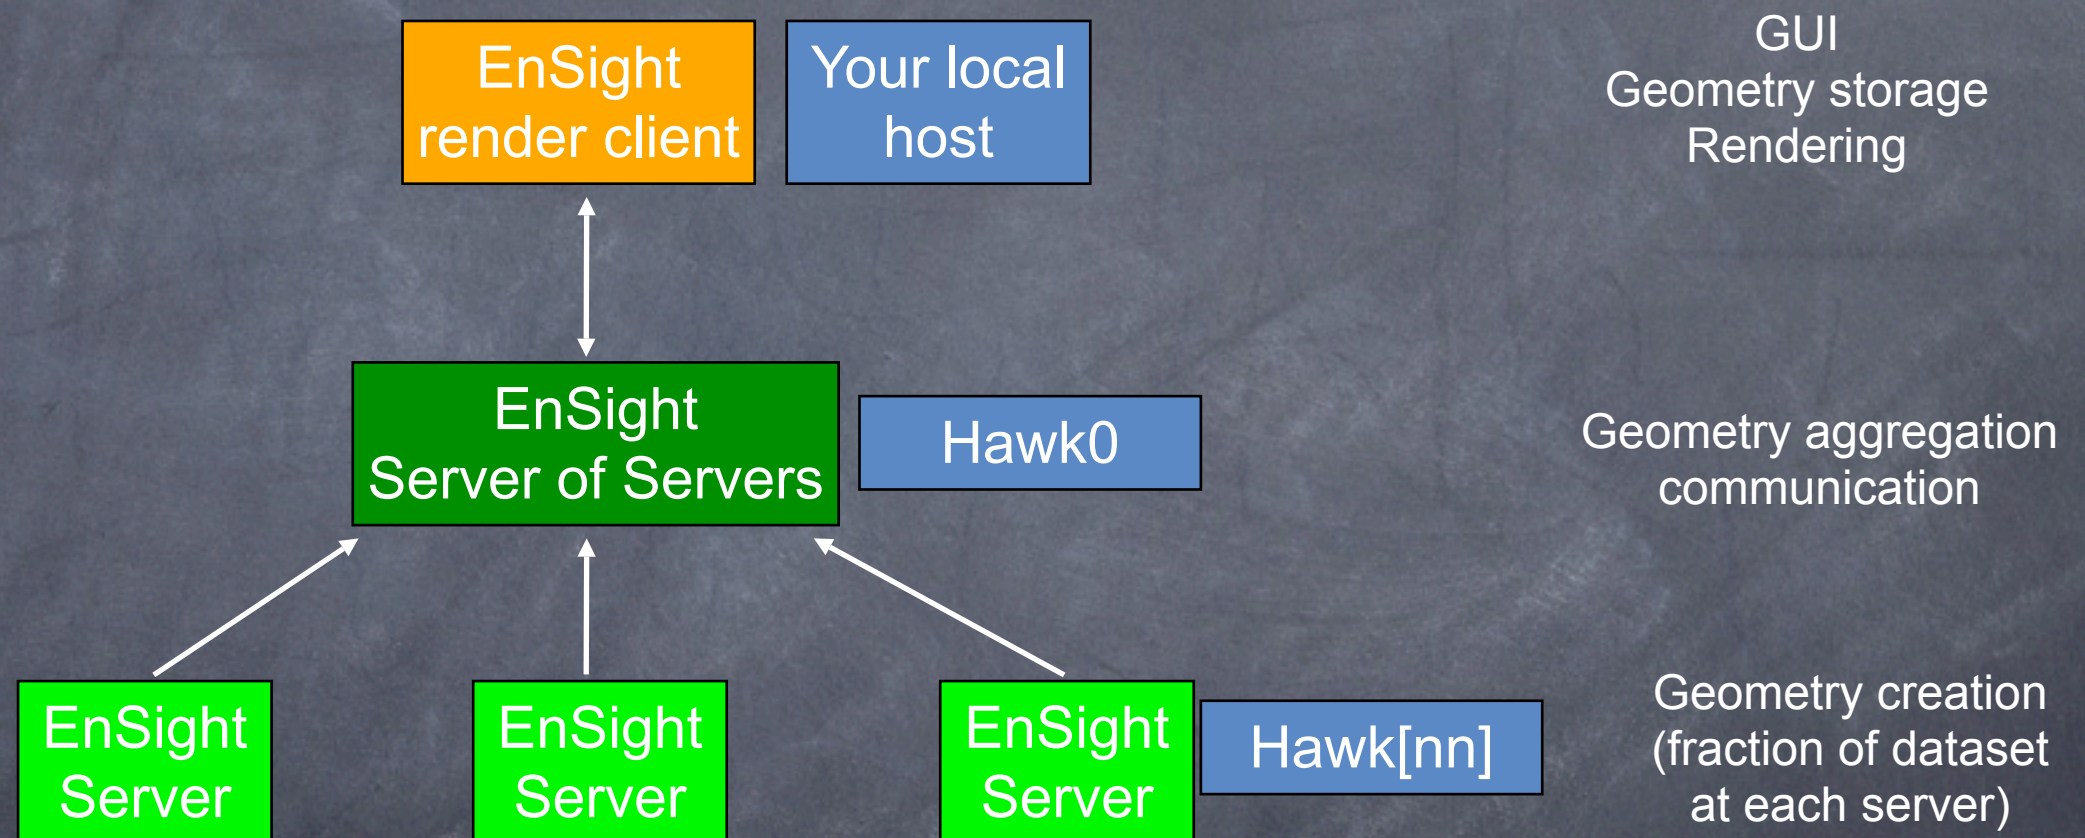 EnSight
render client
Your local
host
GUI
Geometry storage
Rendering
EnSight
Server of Servers
Hawk0
Geometry aggregation
communication
EnSight
Server
EnSight
Server
EnSight
Server
Hawk[nn]
Geometry creation
(fraction of dataset
at each server)